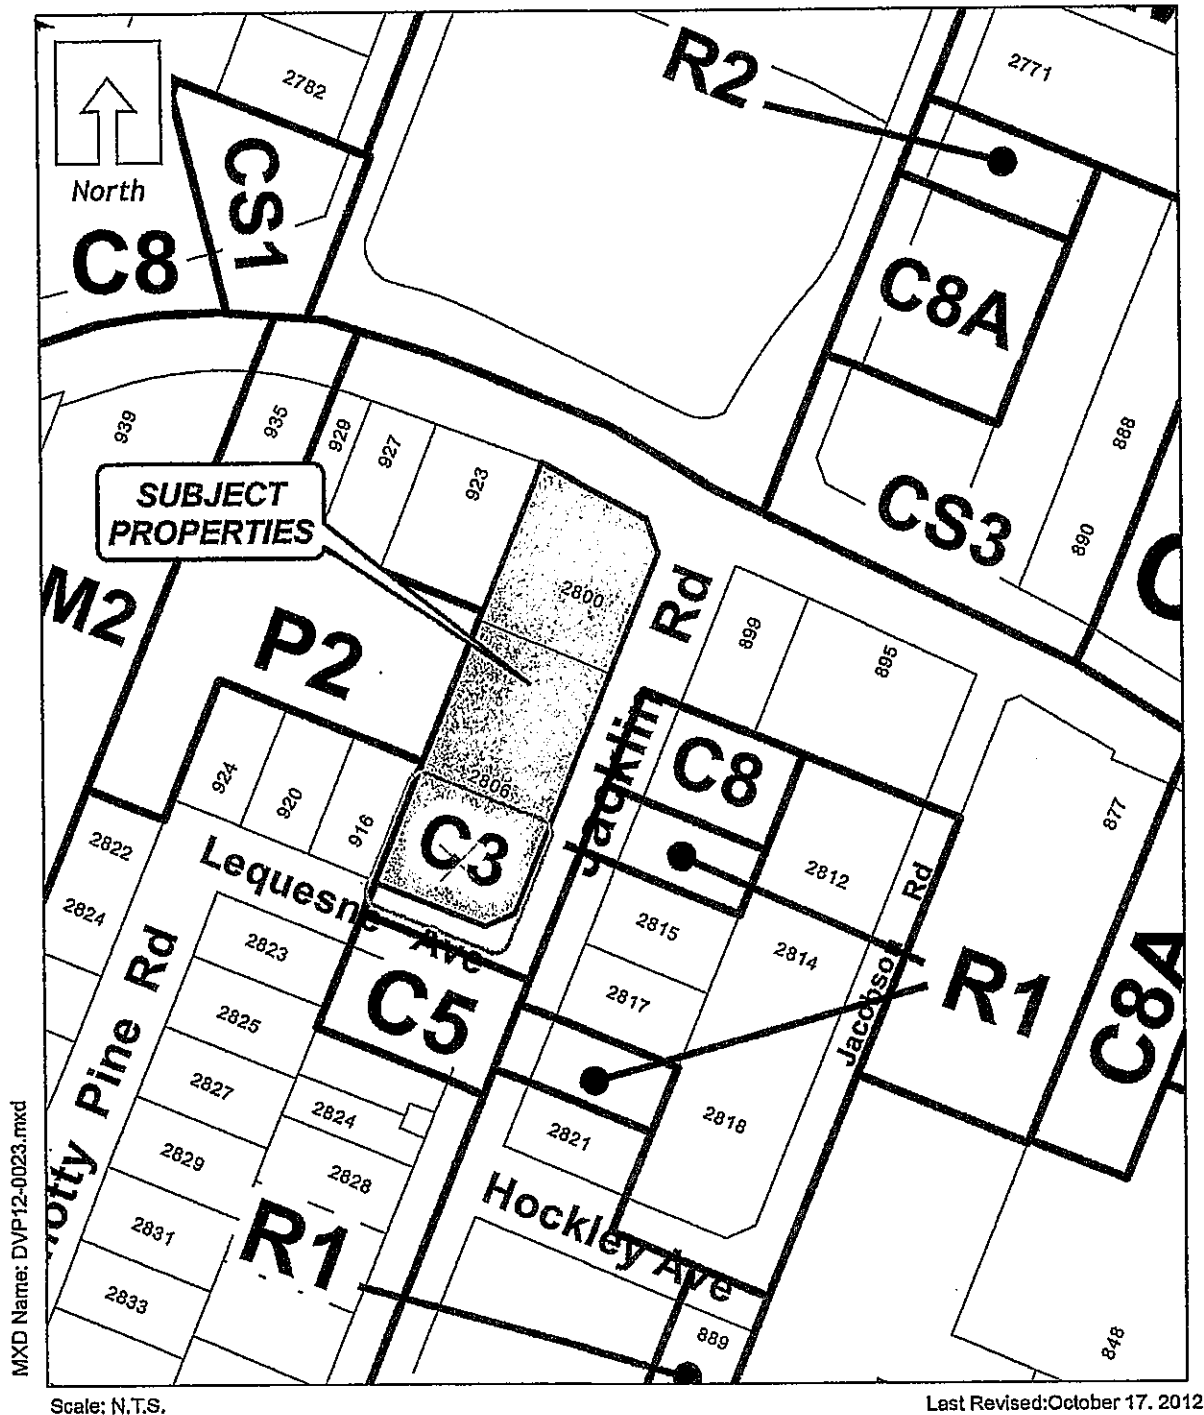 2782
R2
2771
CS1
North
C8
C8A
939
935
929
927
923
888
SUBJECT
PROPERTIES
CS3
890
M2
2800
Rd
P2
899
895
Jacklin
C8
2806
924
920
916
C3
877
2822
Lequesne Ave
2812
Rd
2824
2815
2823
2814
Jacobson
R1
C8A
C5
2817
2825
Pine Rd
2827
2824
2818
2821
2829
2828
Hockley Ave
2831
R1
2833
889
848
MXD Name: DVP12-0023.mxd
Scale: N.T.S.
Last Revised:October 17, 2012